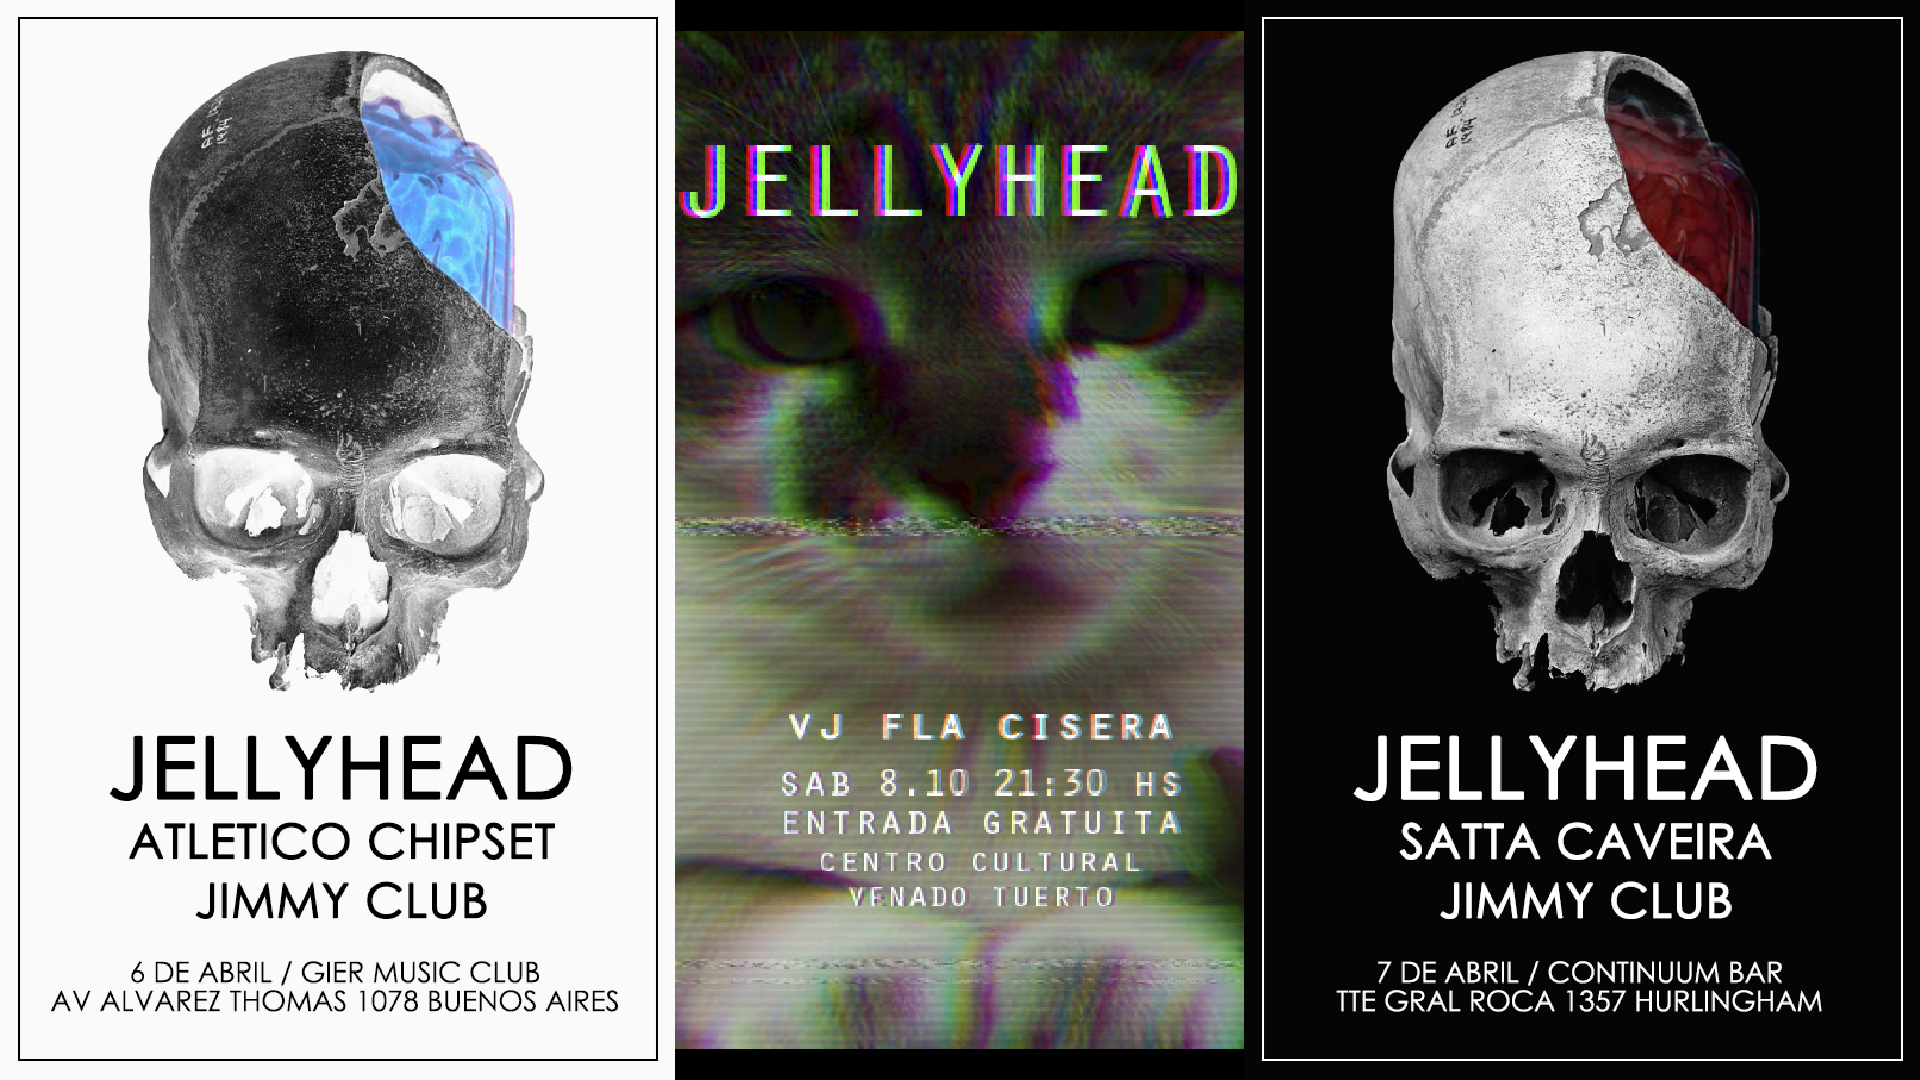 JELLYHEAD
ATLETICO CHIPSET
JIMMY CLUB
6 DE ABRIL / GIER MUSIC CLUB
AV ALVAREZ THOMAS 1078 BUENOS AIRES
JELLYHEAD
VJ FLA CISERA
SAB 8.10 21:30 HS
ENTRADA GRATUITA
CENTRO CULTURAL
VENADO TUERTO
1984
JELLYHEAD
SATTA CAVEIRA
JIMMY CLUB
7 DE ABRIL / CONTINUUM BAR
TTE GRAL ROCA 1357 HURLINGHAM